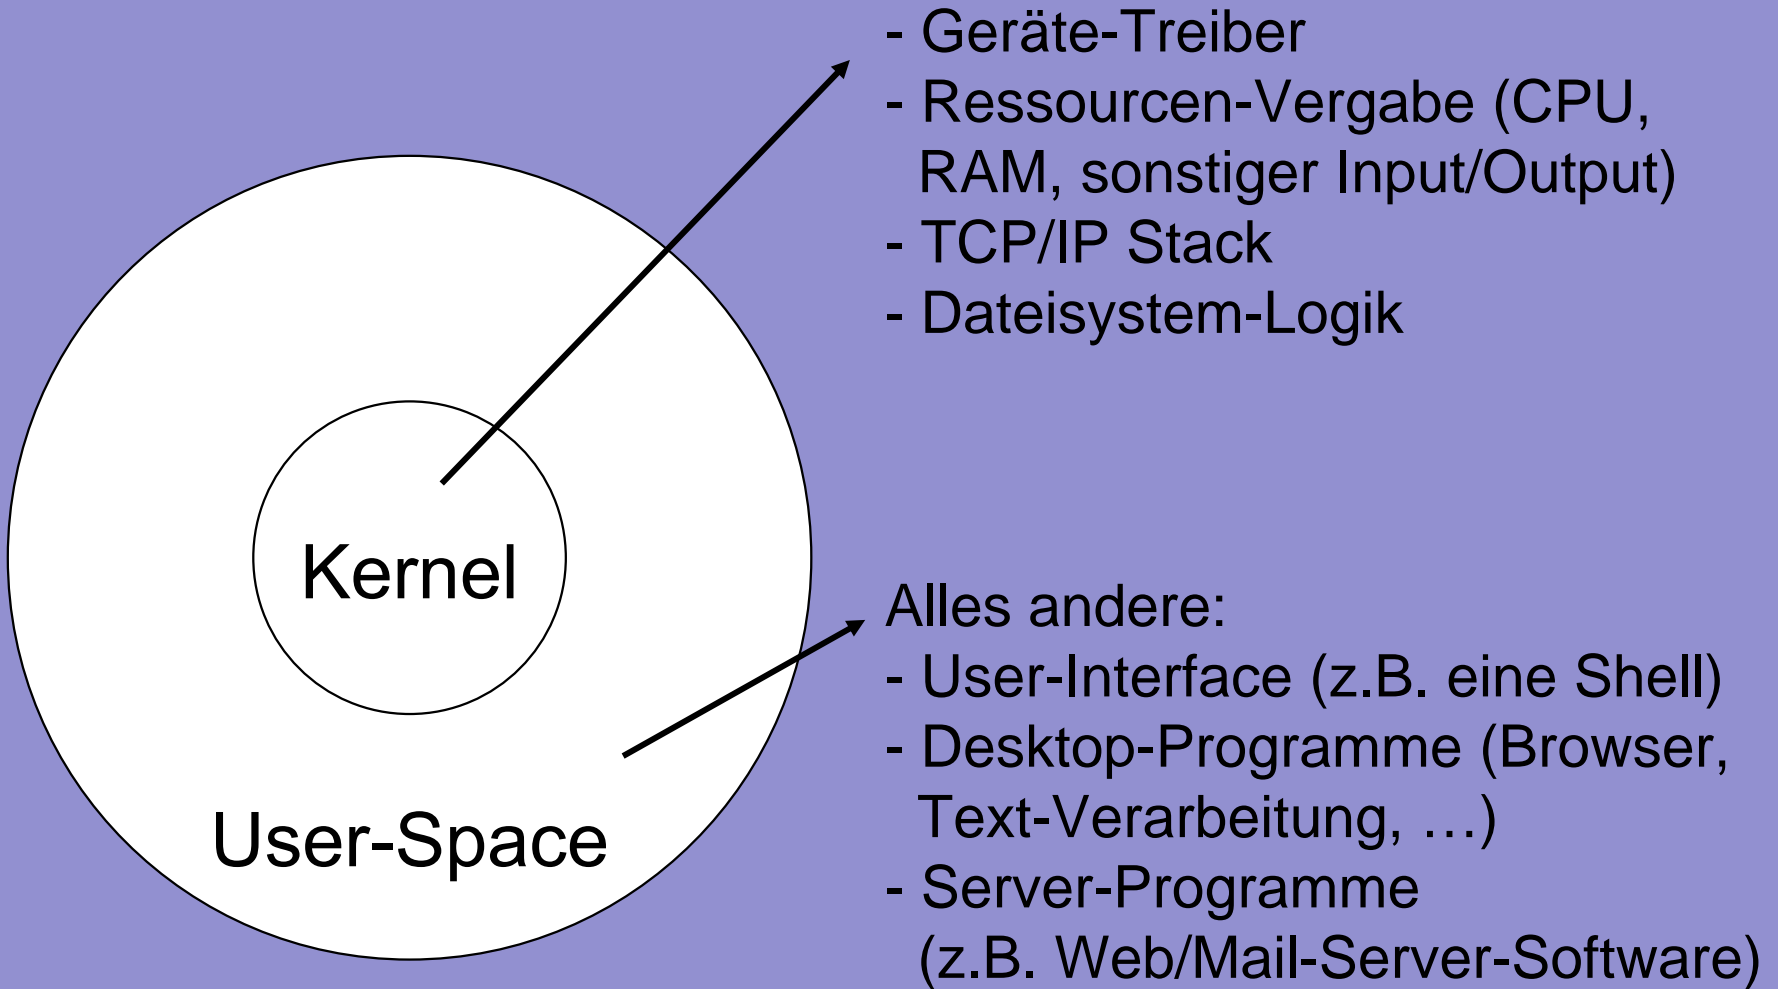 - Geräte-Treiber
- Ressourcen-Vergabe (CPU,
RAM, sonstiger Input/Output)
- TCP/IP Stack
- Dateisystem-Logik
Kernel
User-Space
Alles andere:
- User-Interface (z.B. eine Shell)
- Desktop-Programme (Browser,
Text-Verarbeitung, …)
- Server-Programme
(z.B. Web/Mail-Server-Software)